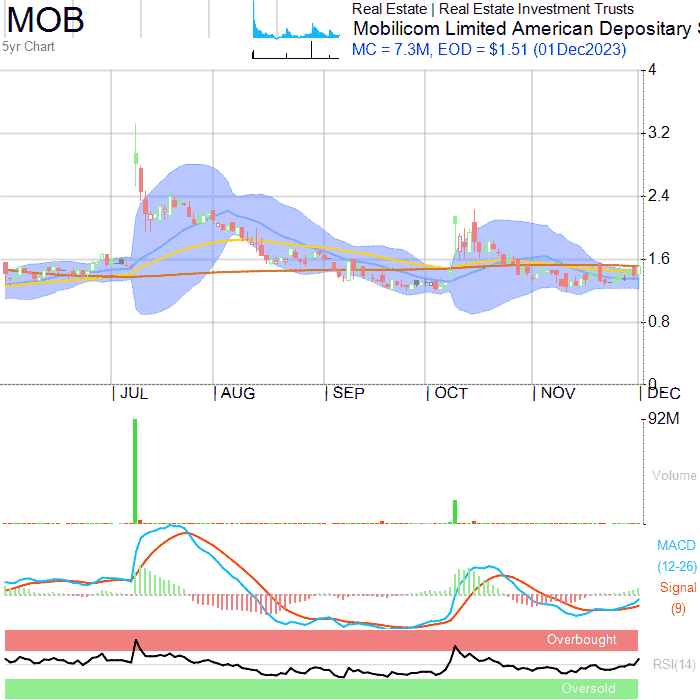 MOB
5yr Chart
Real Estate | Real Estate Investment Trusts
Mobilicom Limited American Depositary S
MC = 7.3M, EOD = $1.51 (01Dec2023)
4
3.2
2.4
1.6
0.8
0
JUL AUG SEP OCT NOV DEC
92M
Volume
MACD
(12-26)
Signal
(9)
Overbought
RSI(14)
Oversold